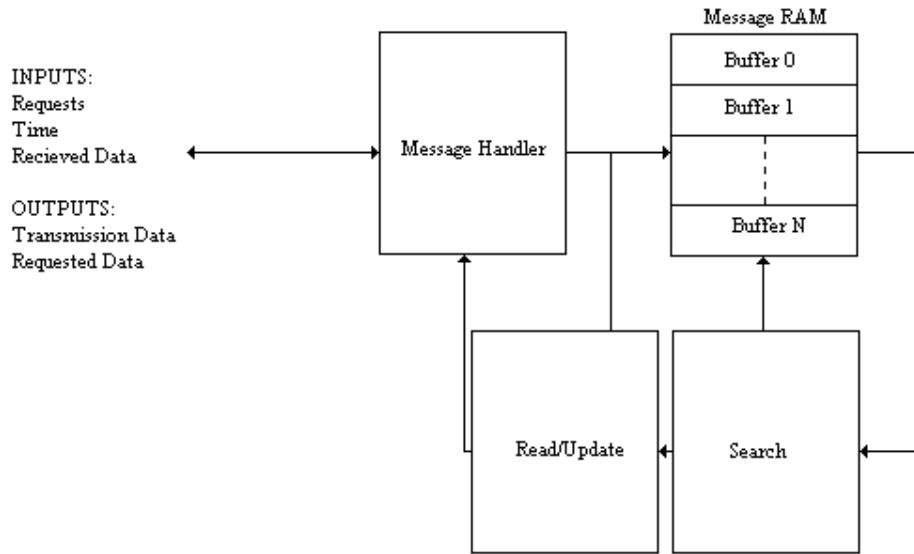 Message RAM
Buffer 0
INPUTS:
Requests
Time
Recieved Data
Buffer 1
Message Handler
OUTPUTS:
Transmission Data
Requested Data
Buffer N
Read/Update
Search